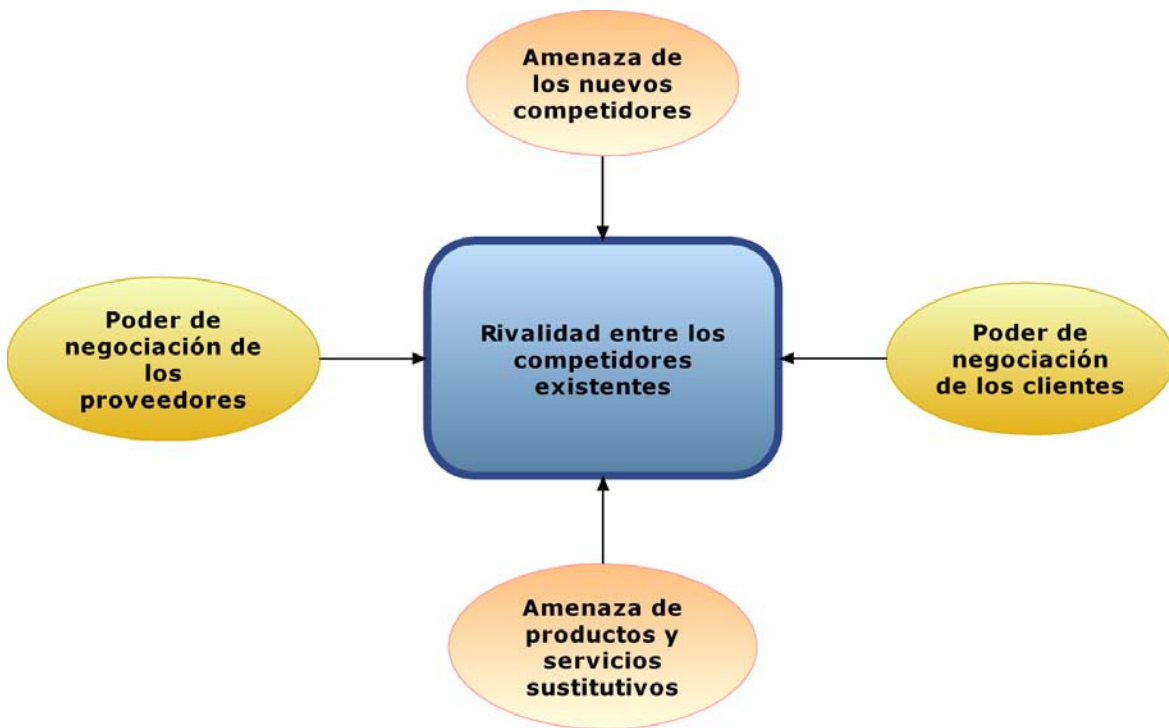 Amenaza de
los nuevos
competidores
Poder de
negociación de
los
proveedores
Rivalidad entre los
competidores
existentes
Poder de
negociación
de los clientes
Amenaza de
productos y
servicios
sustitutivos